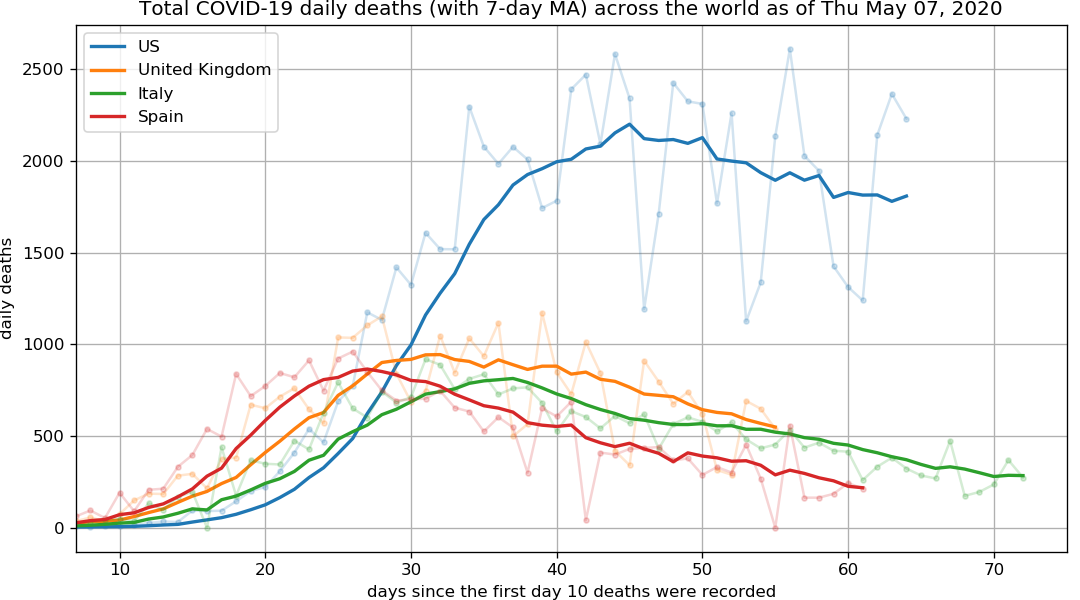 Total COVID-19 daily deaths (with 7-day MA) across the world as of Thu May 07, 2020
US
United Kingdom
Italy
Spain
2500
2000
1500
1000
500
0
daily deaths
10 20 30 40 50 60 70
days since the first day 10 deaths were recorded